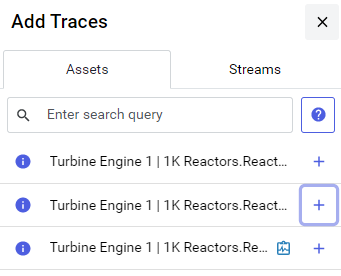 Add Traces
Assets
Streams
Enter search query
Turbine Engine 1 | 1K Reactors.React...
Turbine Engine 1 | 1K Reactors.React...
Turbine Engine 1 | 1K Reactors.Re...